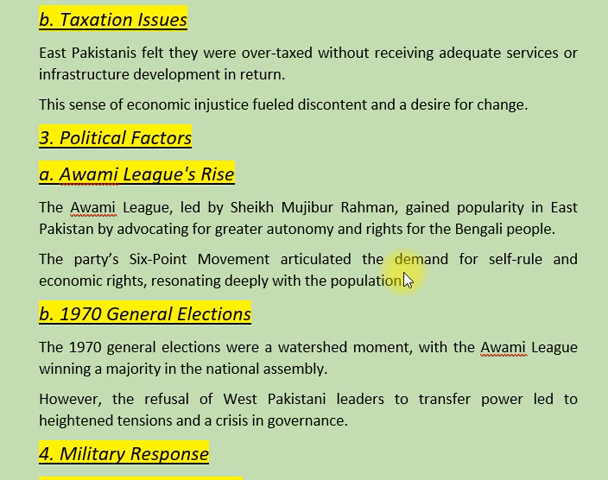 b. Taxation Issues
East Pakistanis felt they were over-taxed without receiving adequate services or
infrastructure development in return.
This sense of economic injustice fueled discontent and a desire for change.
3. Political Factors
a. Awami League's Rise
The Awami League, led by Sheikh Mujibur Rahman, gained popularity in East
Pakistan by advocating for greater autonomy and rights for the Bengali people.
The party’s Six-Point Movement articulated the demand for self-rule and
economic rights, resonating deeply with the population.
b. 1970 General Elections
The 1970 general elections were a watershed moment, with the Awami League
winning a majority in the national assembly.
However, the refusal of West Pakistani leaders to transfer power led to
heightened tensions and a crisis in governance.
4. Military Response